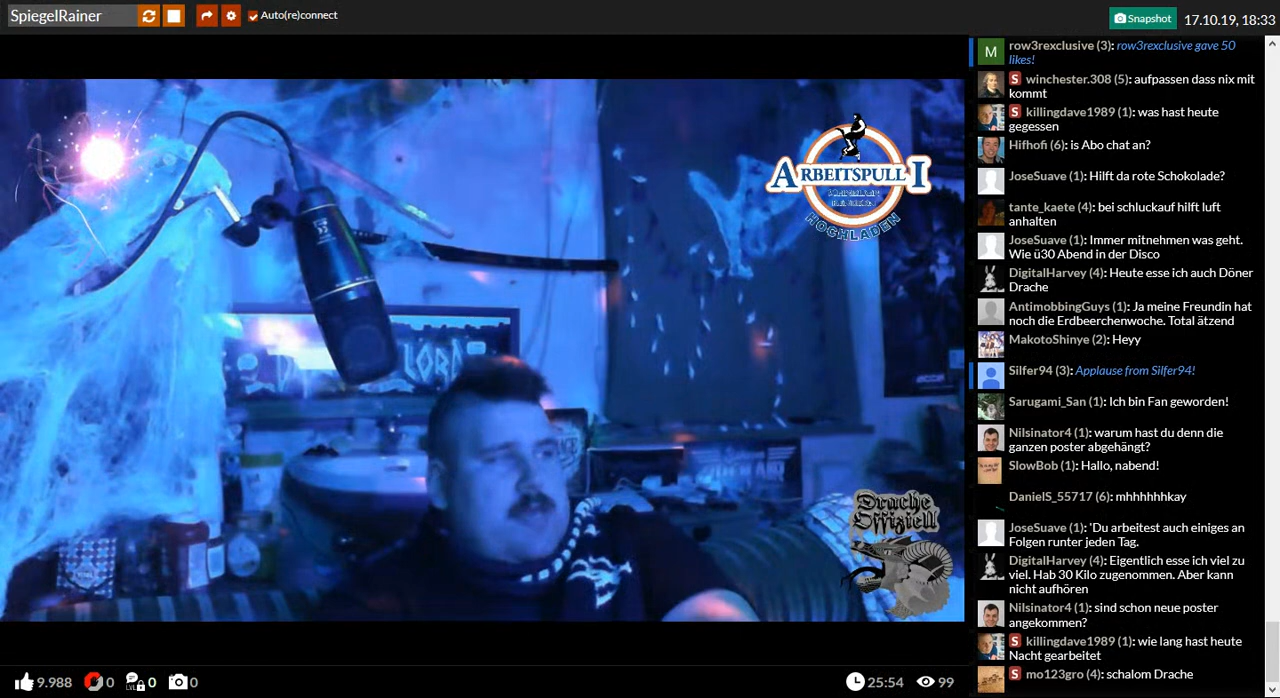 SpiegelRainer
Auto(re)connect
Snapshot
17.10.19, 18:33
ARBEITSPULLI
HOCHLADEN
LORD
Drache
Offiziell
row3rexclusive (3): row3rexclusive gave 50
likes!
S winchester.308 (5): aufpassen dass nix mit
kommt
S killingdave1989 (1): was hast heute
gegessen
Hifhofi (6): is Abo chat an?
JoseSuave (1): Hilft da rote Schokolade?
tante_kaete (4): bei schluckauf hilft luft
anhalten
JoseSuave (1): Immer mitnehmen was geht.
Wie ü30 Abend in der Disco
DigitalHarvey (4): Heute esse ich auch Döner
Drache
AntimobbingGuys (1): Ja meine Freundin hat
noch die Erdbeerchenwoche. Total ätzend
MakotoShinye (2): Heyy
Silfer94 (3): Applause from Silfer94!
Sarugami_San (1): Ich bin Fan geworden!
Nilsinator4 (1): warum hast du denn die
ganzen poster abgehängt?
SlowBob (1): Hallo, nabend!
DanielS_55717 (6): mhhhhhhkay
JoseSuave (1): 'Du arbeitest auch einiges an
Folgen runter jeden Tag.
DigitalHarvey (4): Eigentlich esse ich viel zu
viel. Hab 30 Kilo zugenommen. Aber kann
nicht aufhören
Nilsinator4 (1): sind schon neue poster
angekommen?
S killingdave1989 (1): wie lang hast heute
Nacht gearbeitet
S mo123gro (4): schalom Drache
M
9.988
0
LVL
0
0
25:54
99